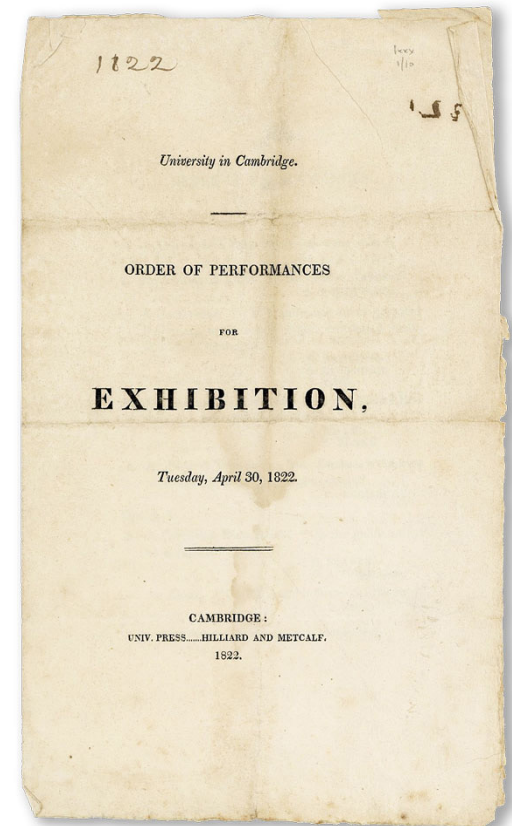 1822
University in Cambridge.
ORDER OF PERFORMANCES
FOR
EXHIBITION,
Tuesday, April 30, 1822.
CAMBRIDGE:
UNIV. PRESS......HILLIARD AND METCALF.
1822.